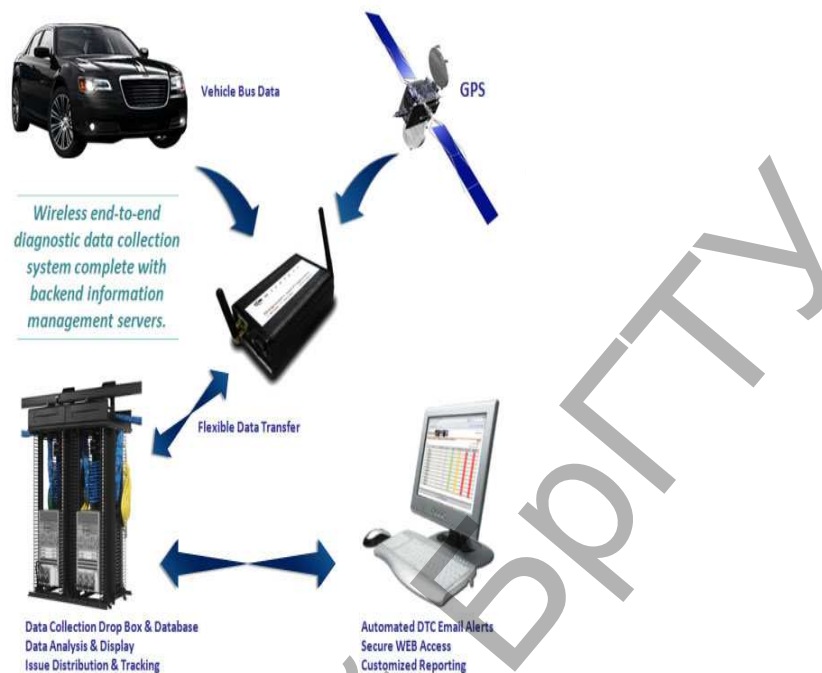 Vehicle Bus Data
GPS
Wireless end-to-end
diagnostic data collection
system complete with
backend information
management servers.
Flexible Data Transfer
Data Collection Drop Box & Database
Data Analysis & Display
Issue Distribution & Tracking
Automated DTC Email Alerts
Secure WEB Access
Customized Reporting
БрГТУ